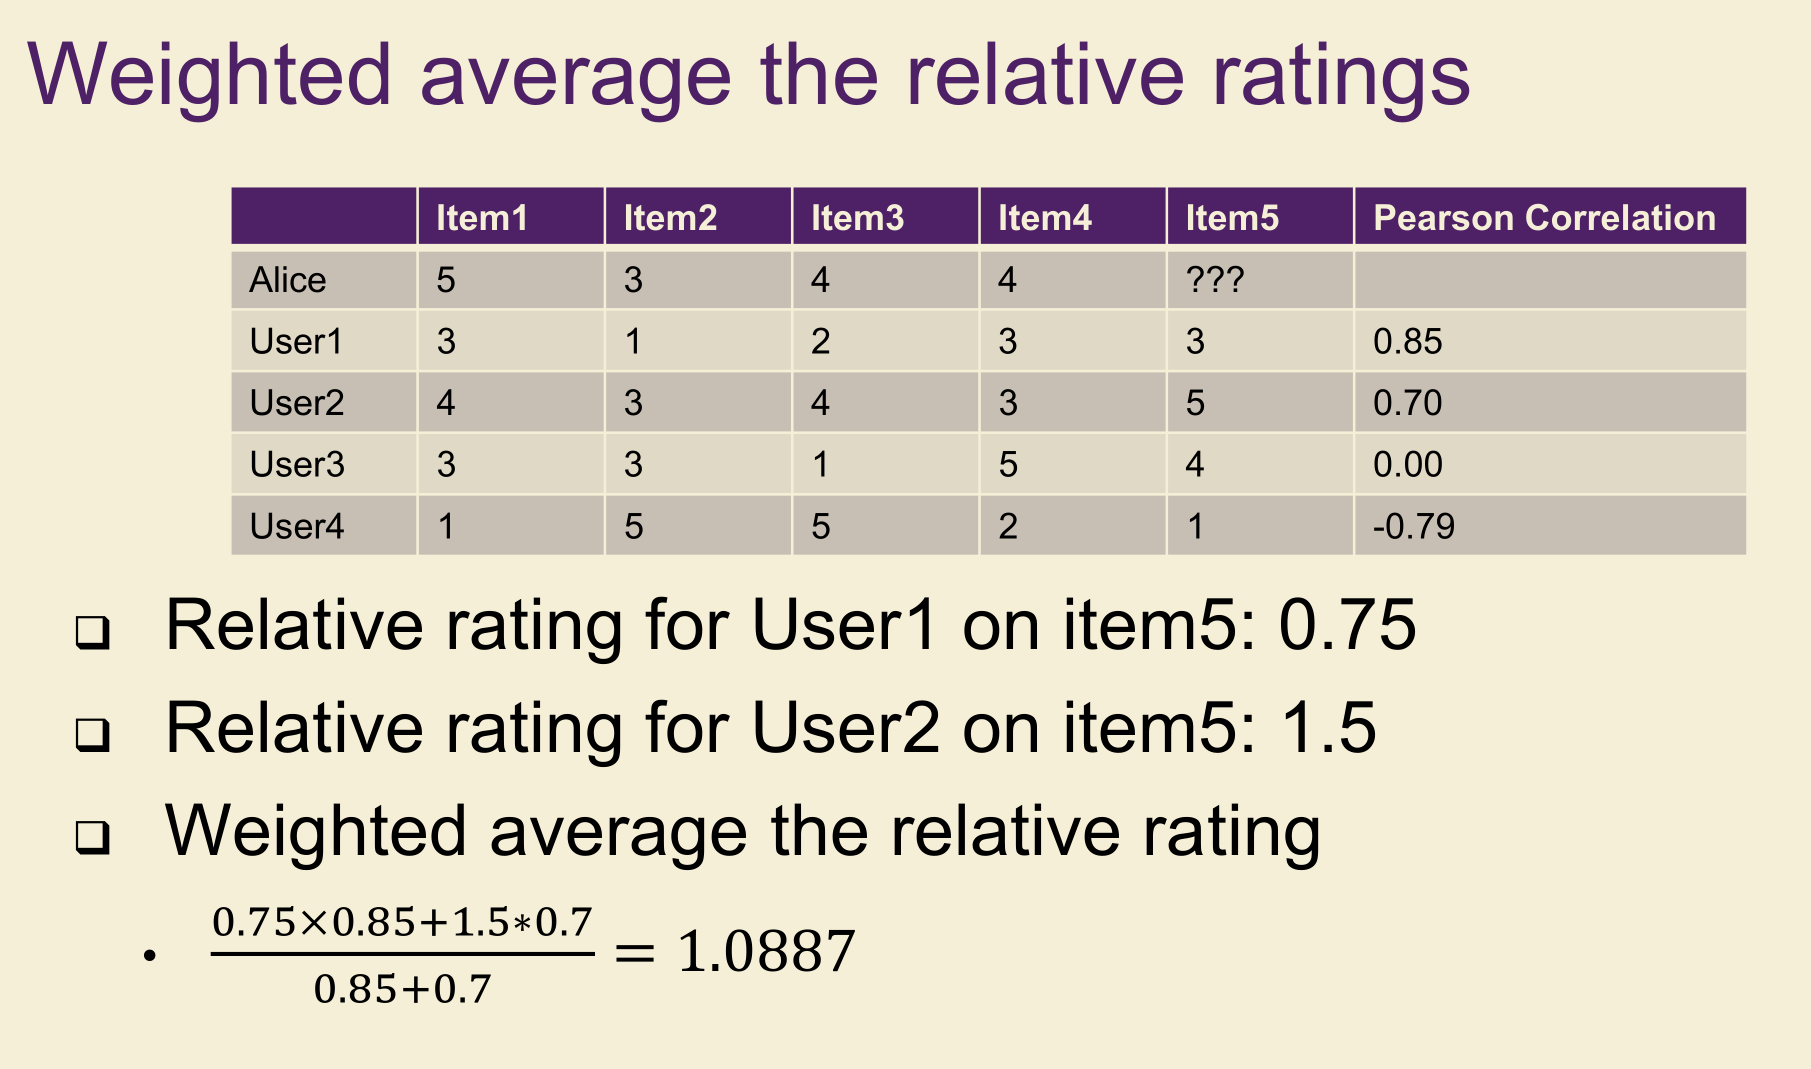 Weighted average the relative ratings
Item1 Item2 Item3 Item4 Item5 Pearson Correlation
Alice 5 3 4 4 ???
User1 3 1 2 3 3 0.85
User2 4 3 4 3 5 0.70
User3 3 3 1 5 4 0.00
User4 1 5 5 2 1 -0.79
❑ Relative rating for User1 on item5: 0.75
❑ Relative rating for User2 on item5: 1.5
❑ Weighted average the relative rating
0.75×0.85+1.5∗0.7
• = 1.0887
0.85+0.7